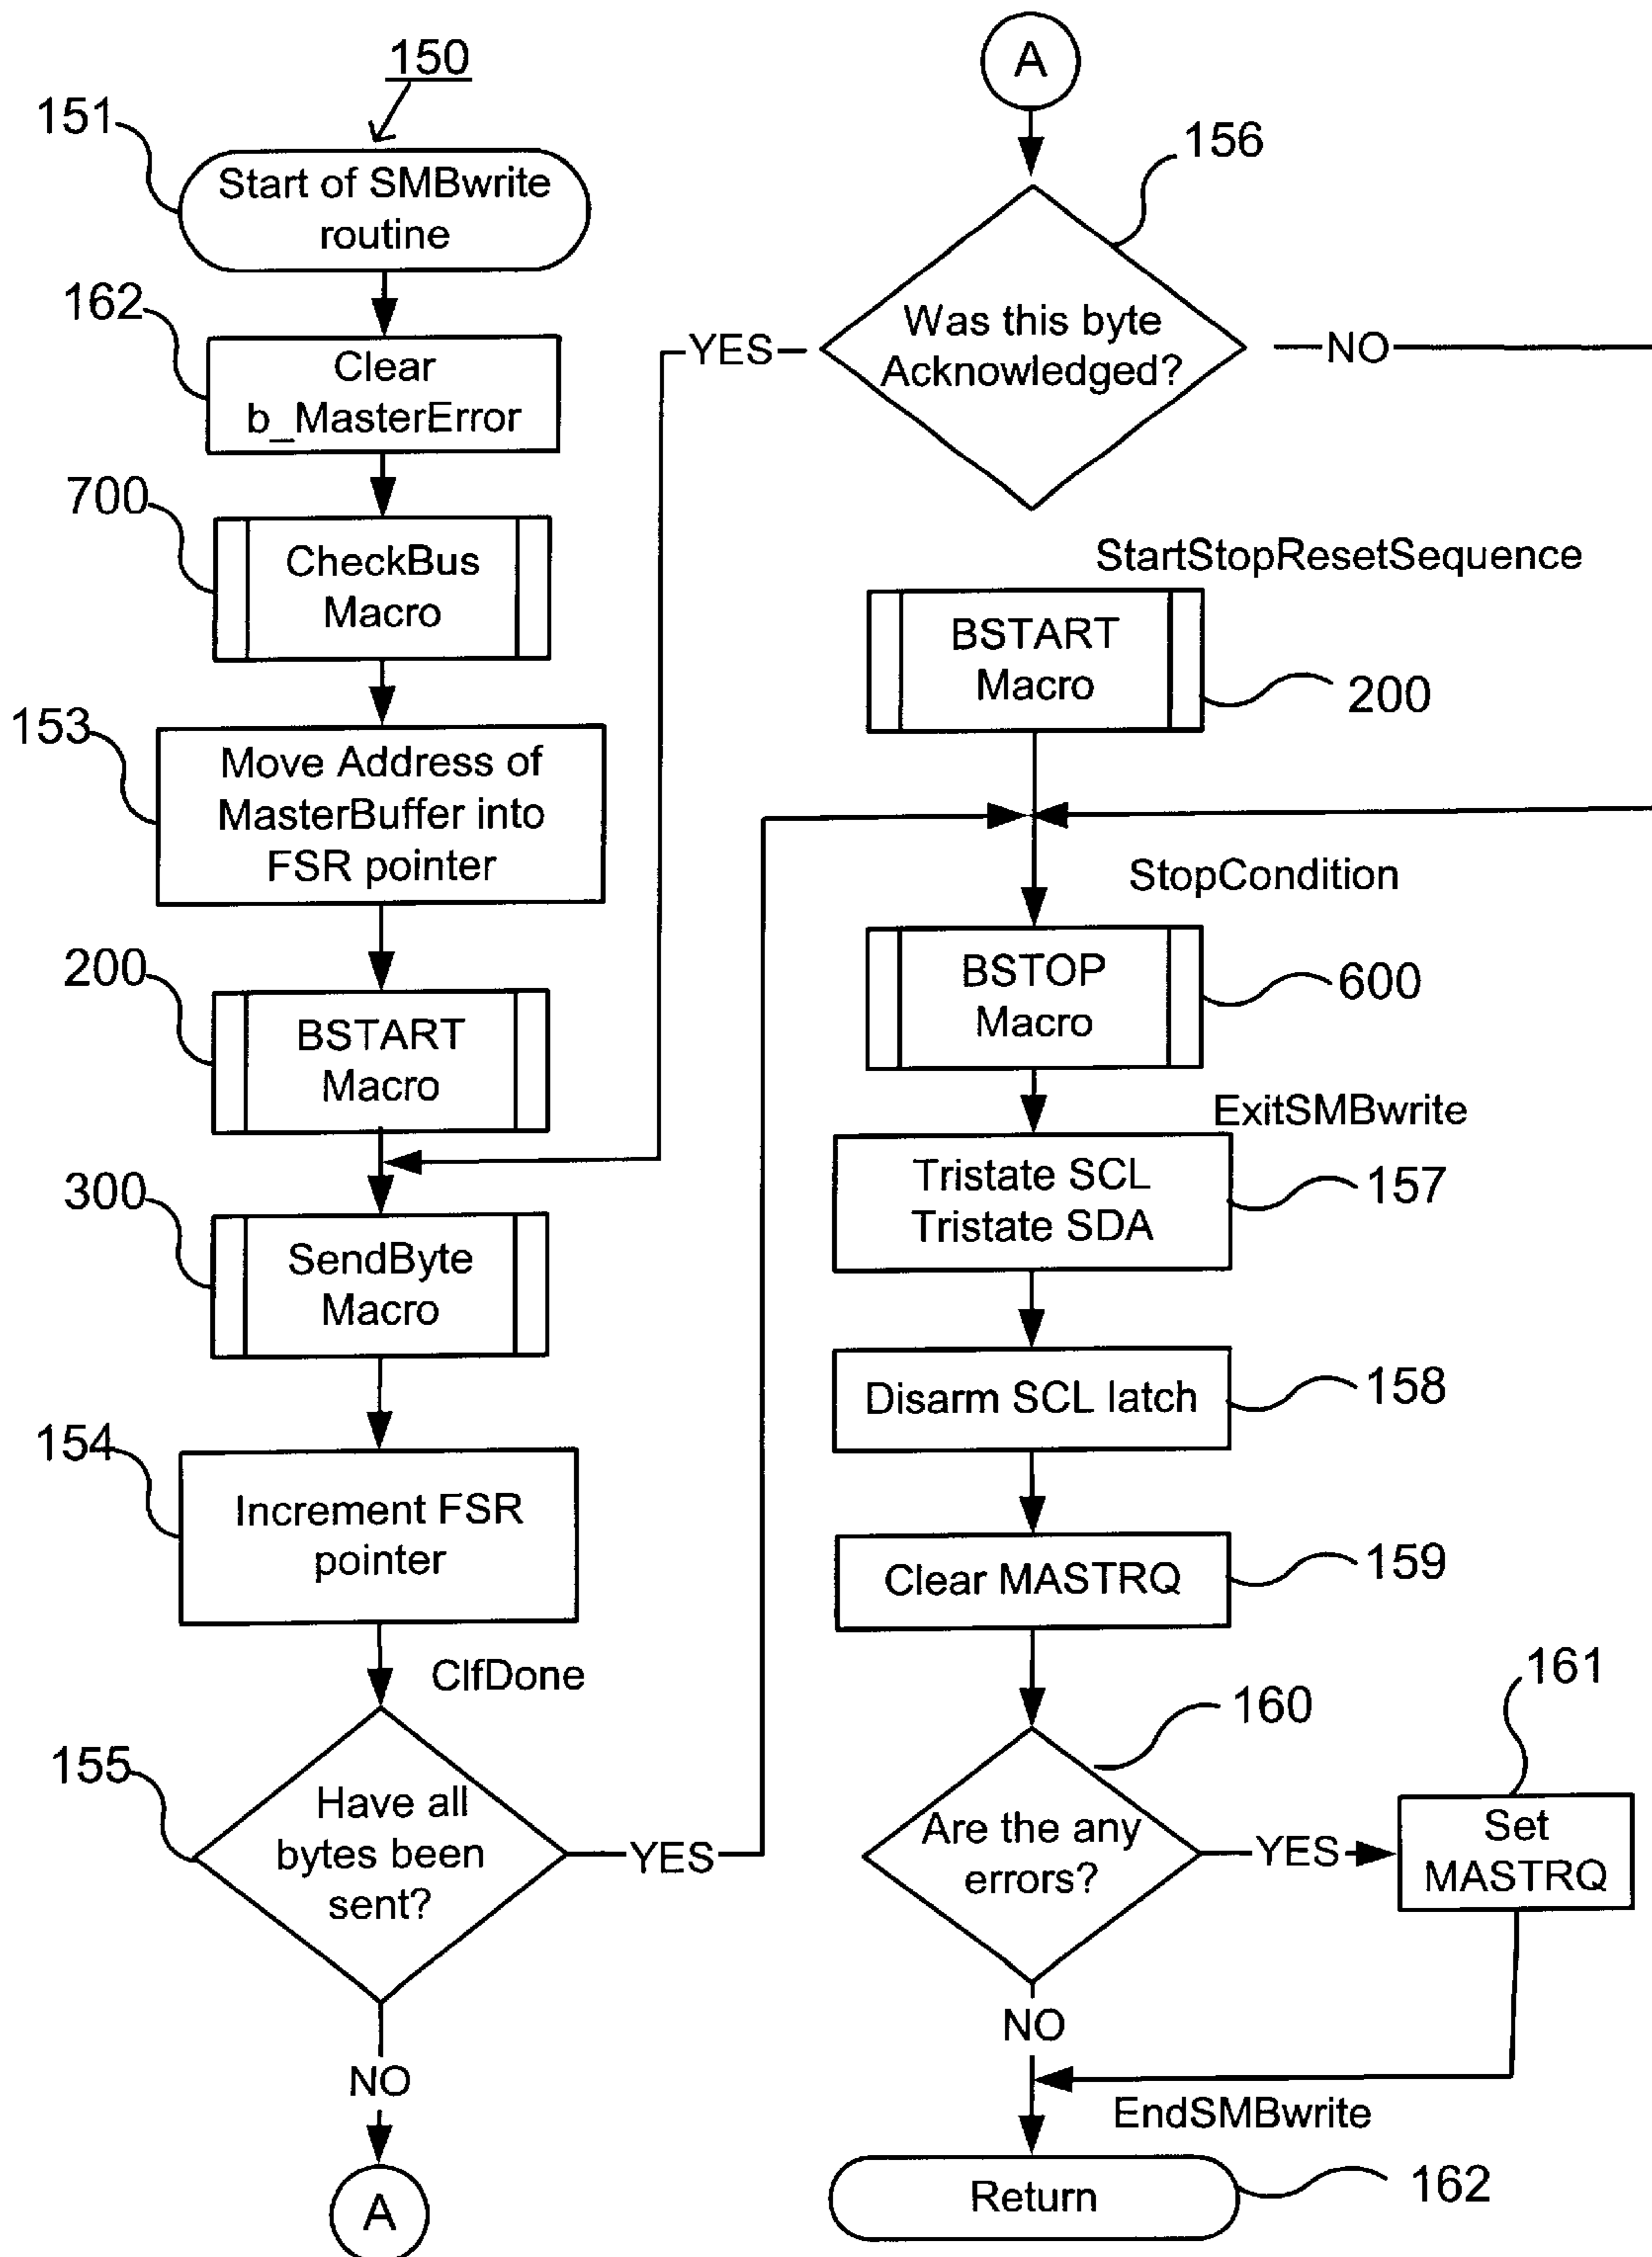 150
151
Start of SMBwrite
routine
162
Clear
b_MasterError
700
CheckBus
Macro
153
Move Address of
MasterBuffer into
FSR pointer
200
BSTART
Macro
300
SendByte
Macro
154
Increment FSR
pointer
ClfDone
155
Have all
bytes been
sent?
YES
NO
A
A
156
Was this byte
Acknowledged?
YES
NO
StartStopResetSequence
BSTART
Macro
200
StopCondition
BSTOP
Macro
600
ExitSMBwrite
Tristate SCL
Tristate SDA
157
Disarm SCL latch
158
Clear MASTRQ
159
160
Are the any
errors?
YES
161
Set
MASTRQ
NO
EndSMBwrite
Return
162